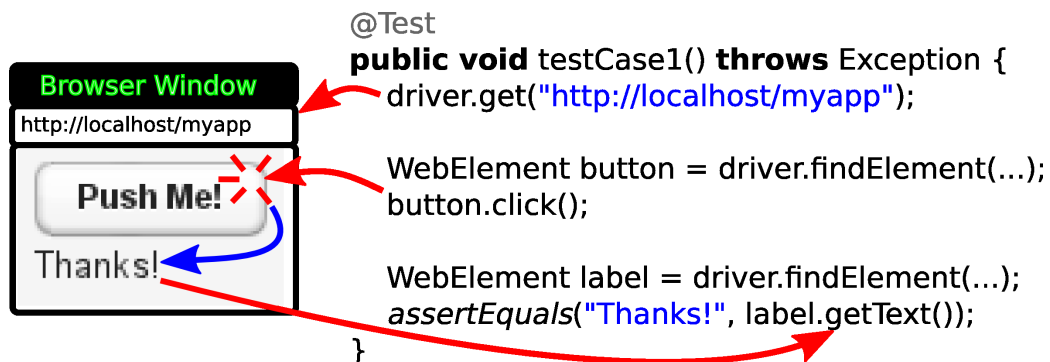 Browser Window
http://localhost/myapp
Push Me!
Thanks!
@Test
public void testCase1() throws Exception {
driver.get("http://localhost/myapp");
WebElement button = driver.findElement(...);
button.click();
WebElement label = driver.findElement(...);
assertEquals("Thanks!", label.getText());
}